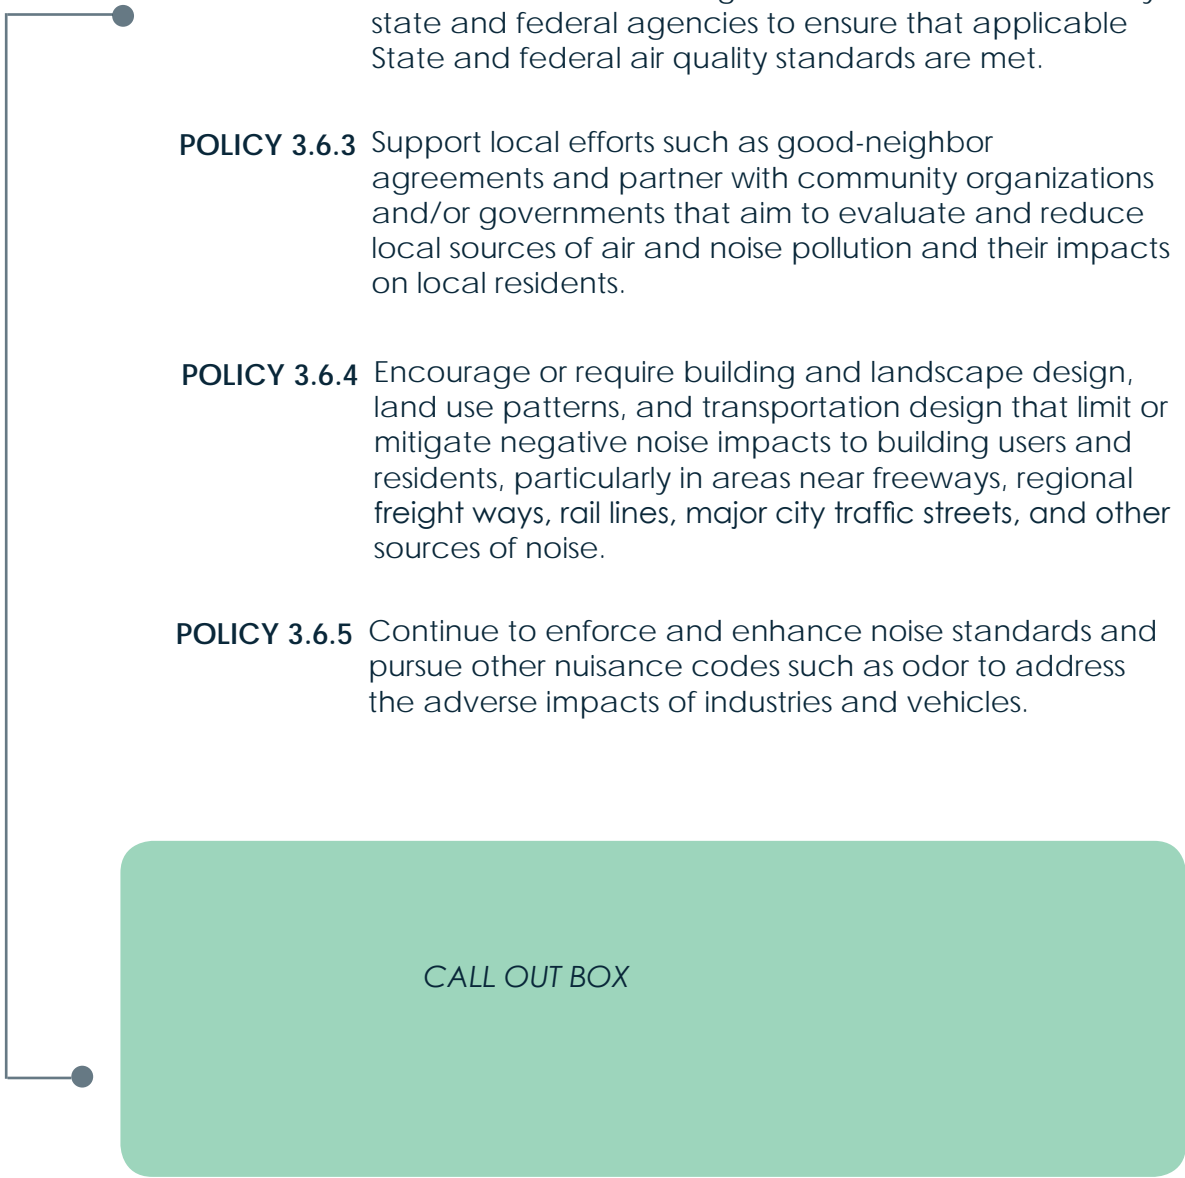 state and federal agencies to ensure that applicable
State and federal air quality standards are met.
POLICY 3.6.3 Support local efforts such as good-neighbor
agreements and partner with community organizations
and/or governments that aim to evaluate and reduce
local sources of air and noise pollution and their impacts
on local residents.
POLICY 3.6.4 Encourage or require building and landscape design,
land use patterns, and transportation design that limit or
mitigate negative noise impacts to building users and
residents, particularly in areas near freeways, regional
freight ways, rail lines, major city traffic streets, and other
sources of noise.
POLICY 3.6.5 Continue to enforce and enhance noise standards and
pursue other nuisance codes such as odor to address
the adverse impacts of industries and vehicles.
CALL OUT BOX